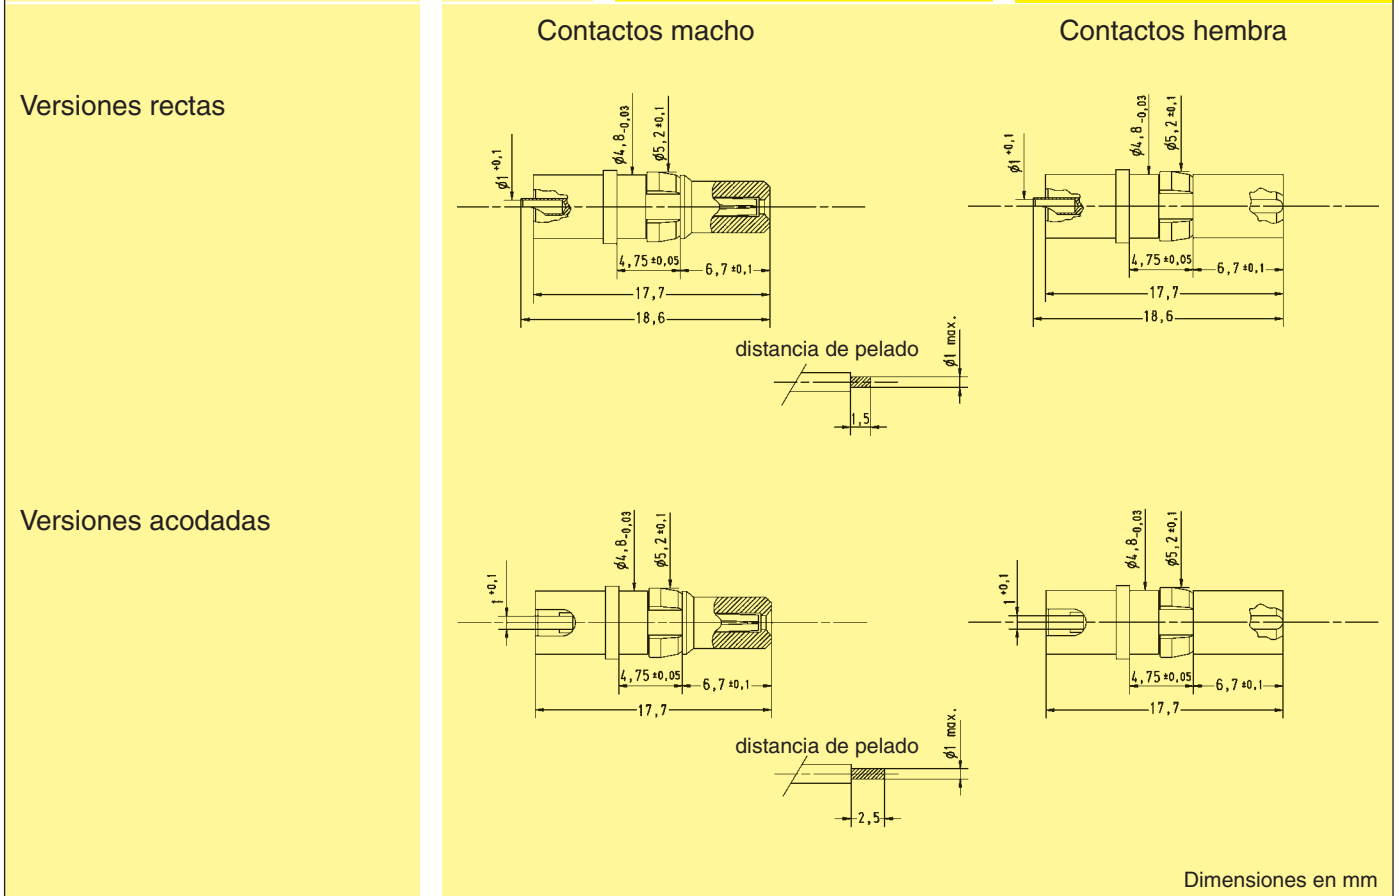 Contactos macho
Contactos hembra
Versiones rectas
ø1 +0,1
ø4,8 -0,03
ø5,2 ±0,1
4,75 ±0,05
6,7 ±0,1
17,7
18,6
ø1 +0,1
ø4,8 -0,03
ø5,2 ±0,1
4,75 ±0,05
6,7 ±0,1
17,7
18,6
distancia de pelado
ø1 max.
1,5
Versiones acodadas
1 +0,1
ø4,8 -0,03
ø5,2 ±0,1
4,75 ±0,05
6,7 ±0,1
17,7
1 +0,1
ø4,8 -0,03
ø5,2 ±0,1
4,75 ±0,05
6,7 ±0,1
17,7
distancia de pelado
ø1 max.
2,5
Dimensiones en mm